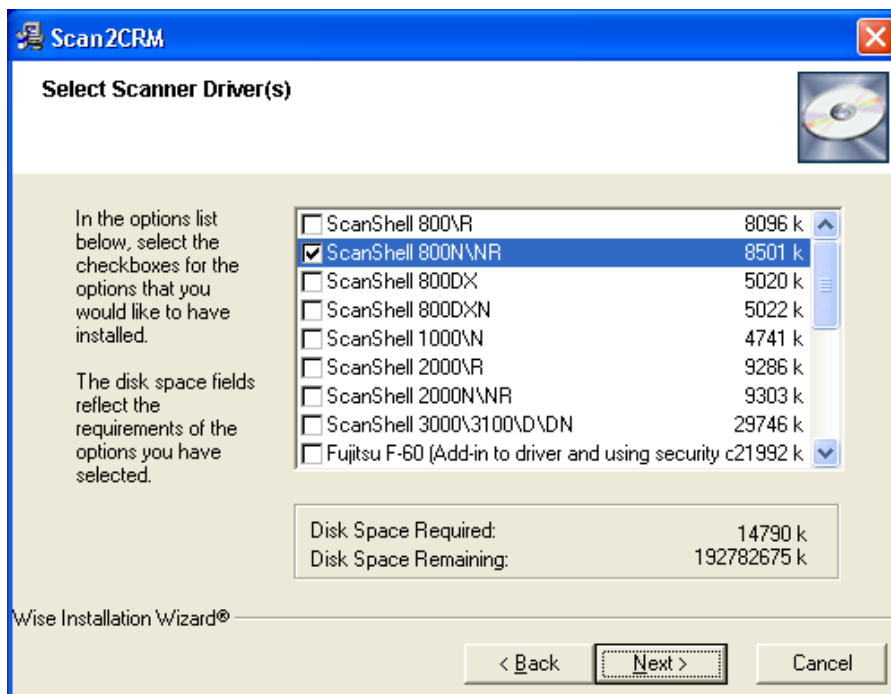 Scan2CRM
Select Scanner Driver(s)
In the options list
below, select the
checkboxes for the
options that you
would like to have
installed.
The disk space fields
reflect the
requirements of the
options you have
selected.
ScanShell 800\R 8096 k
ScanShell 800N\NR 8501 k
ScanShell 800DX 5020 k
ScanShell 800DXN 5022 k
ScanShell 1000\N 4741 k
ScanShell 2000\R 9286 k
ScanShell 2000N\NR 9303 k
ScanShell 3000\3100\D\DN 29746 k
Fujitsu F-60 (Add-in to driver and using security c21992 k
Disk Space Required: 14790 k
Disk Space Remaining: 192782675 k
Wise Installation Wizard®
< Back Next > Cancel